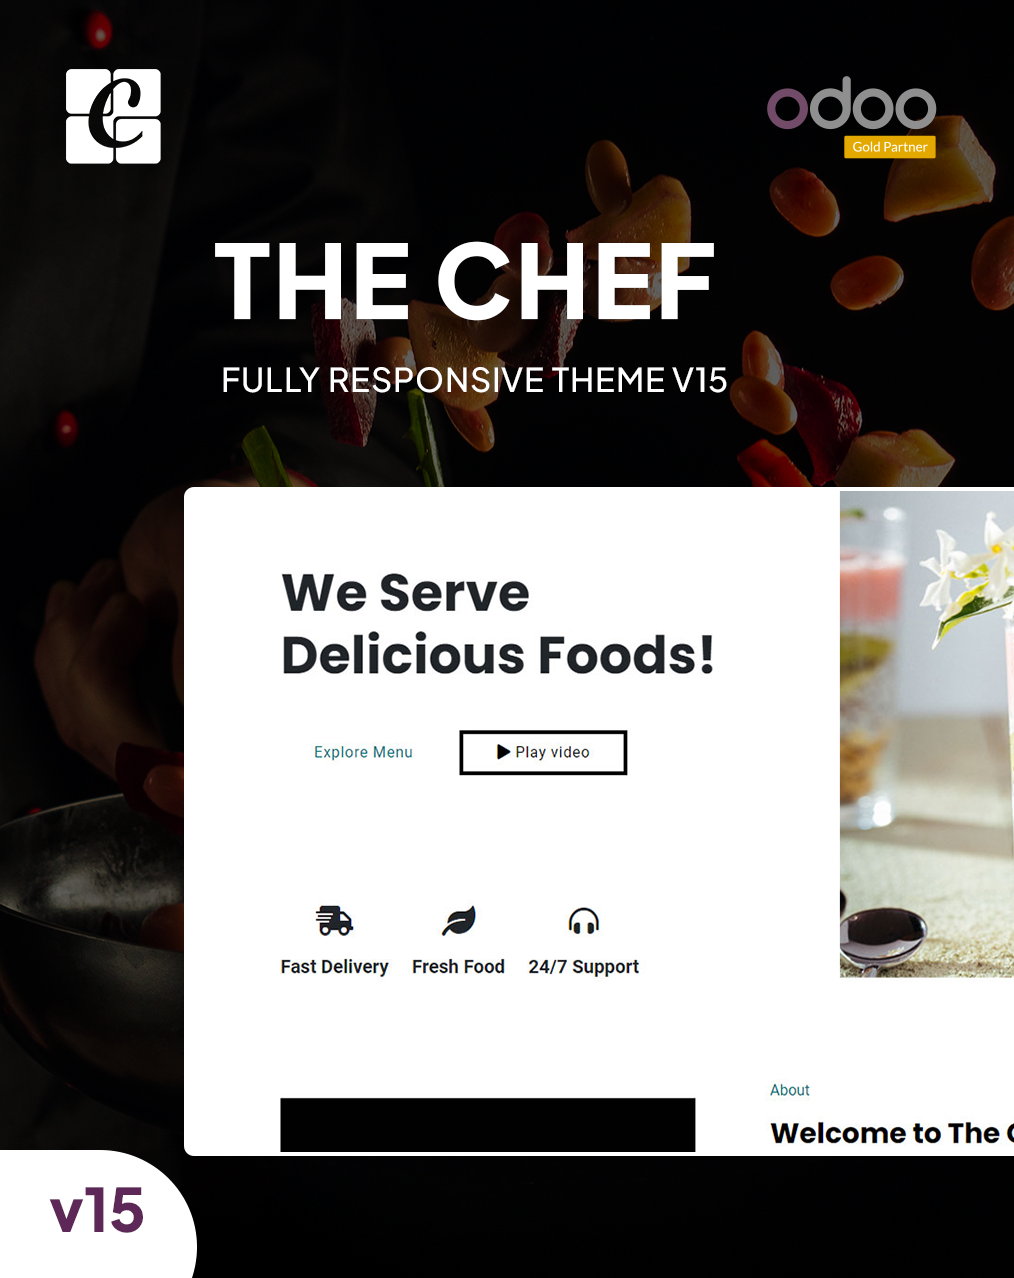 C
odoo
Gold Partner
THE CHEF
FULLY RESPONSIVE THEME V15
We Serve
Delicious Foods!
Explore Menu
Play video
Fast Delivery
Fresh Food
24/7 Support
About
Welcome to The
v15